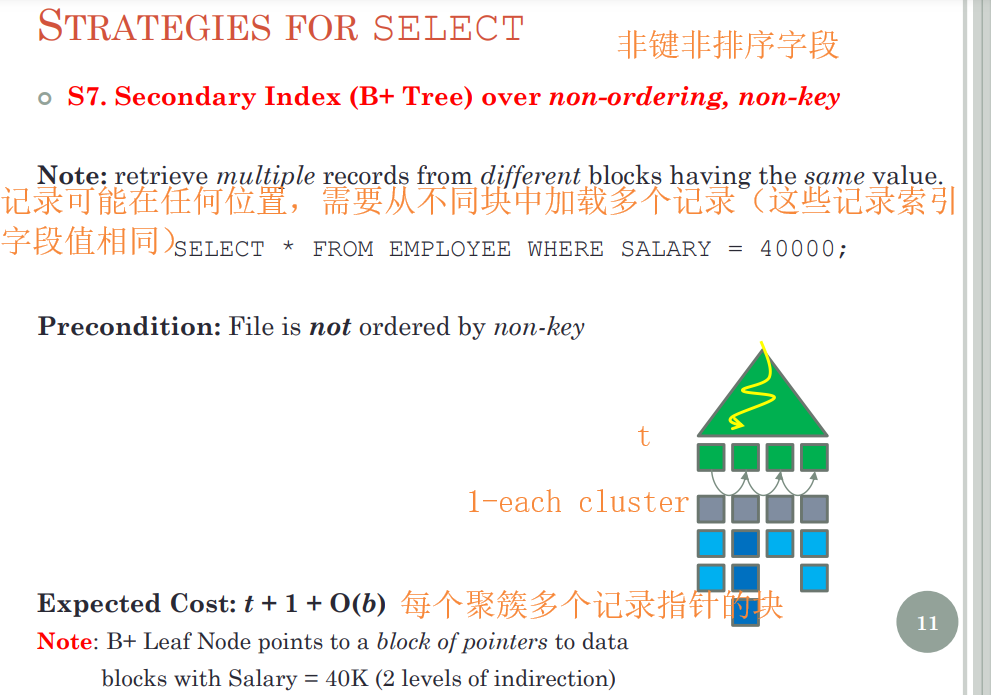 STRATEGIES FOR SELECT
非键非排序字段
S7. Secondary Index (B+ Tree) over non-ordering, non-key
Note: retrieve multiple records from different blocks having the same value.
记录可能在任何位置，需要从不同块中加载多个记录（这些记录索引
字段值相同）
SELECT * FROM EMPLOYEE WHERE SALARY = 40000;
Precondition: File is not ordered by non-key
t
1-each cluster
Expected Cost: t + 1 + O(b)
每个聚簇多个记录指针的块
Note: B+ Leaf Node points to a block of pointers to data
blocks with Salary = 40K (2 levels of indirection)
11